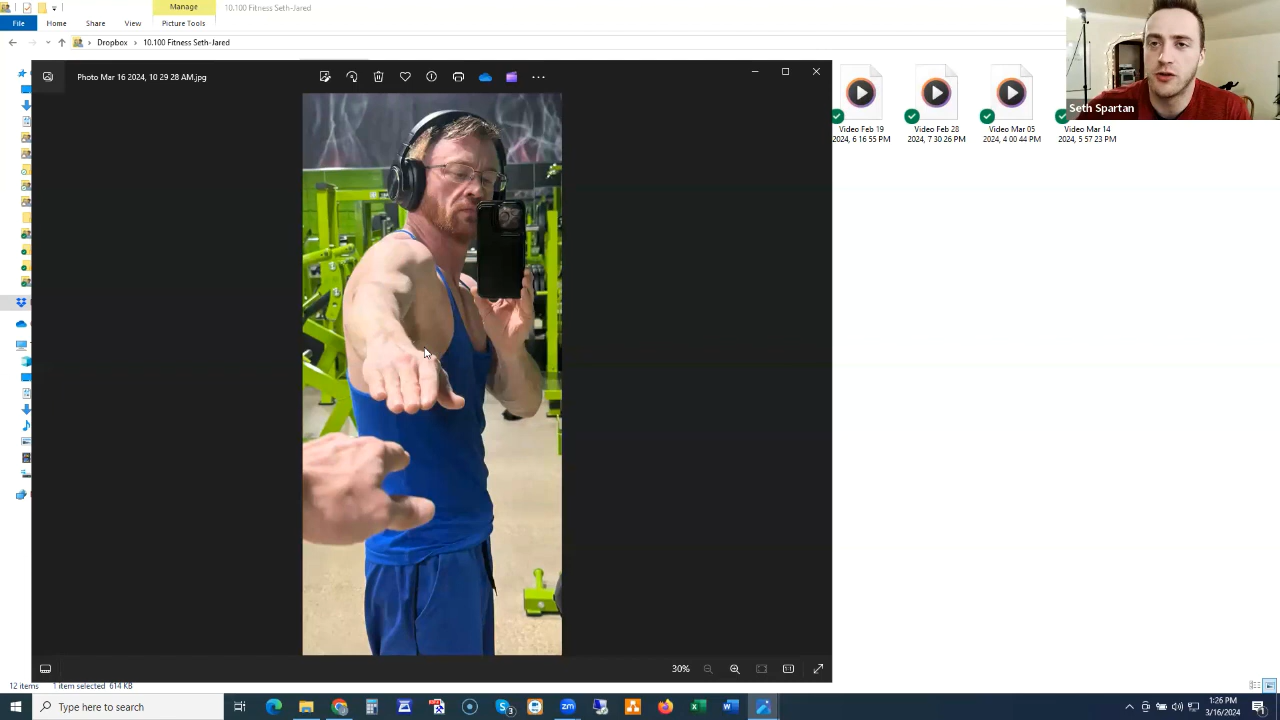 Manage
10.100 Fitness Seth-Jared
File
Home
Share
View
Picture Tools
Dropbox
10.100 Fitness Seth-Jared
Photo Mar 16 2024, 10 29 28 AM.jpg
Seth Spartan
Video Feb 19
2024, 6 16 55 PM
Video Feb 28
2024, 7 30 26 PM
Video Mar 05
2024, 4 00 44 PM
Video Mar 14
2024, 5 57 23 PM
30%
12 items
1 item selected
614 KB
Type here to search
1:26 PM
3/16/2024